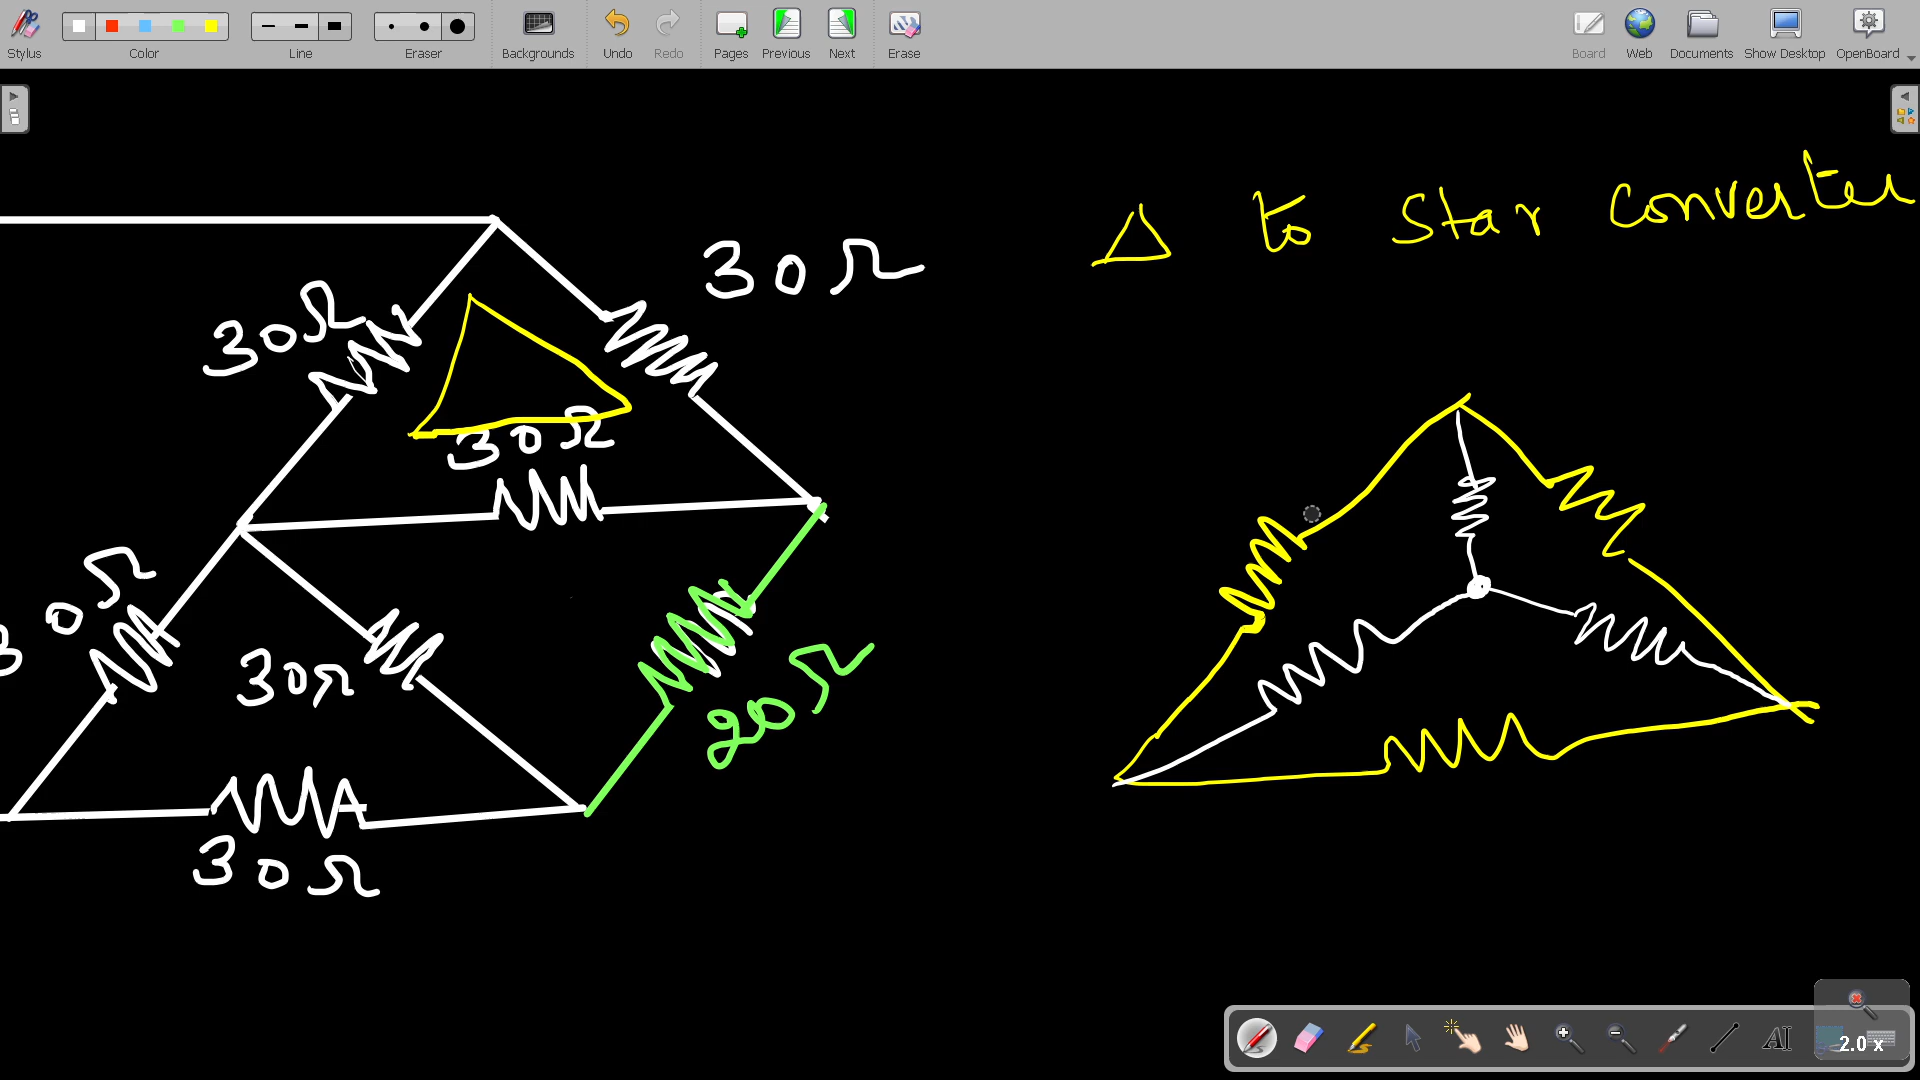 Stylus
Color
Line
Eraser
Backgrounds
Undo
Redo
Pages
Previous
Next
Erase
Board
Web
Documents
Show Desktop
OpenBoard
Δ to Star Converter
30Ω
30Ω
30Ω
30Ω
30Ω
20Ω
30Ω
2.0 x